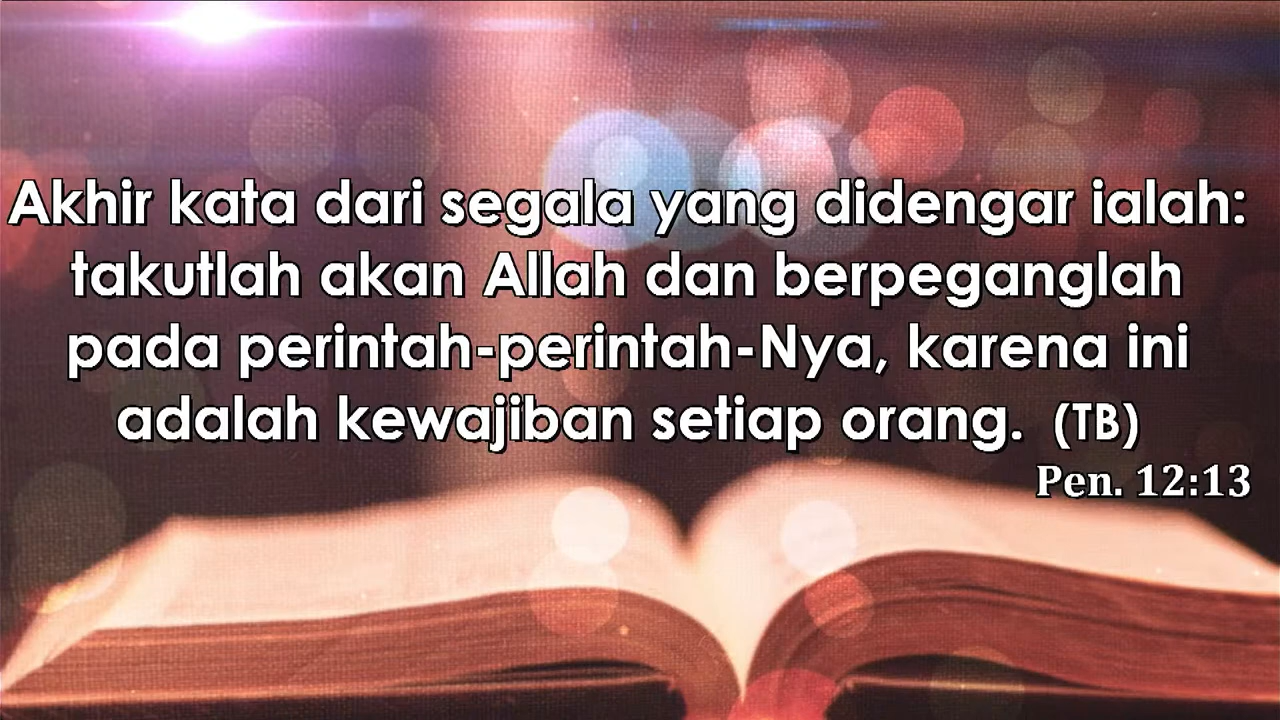 Akhir kata dari segala yang didengar ialah:
takutlah akan Allah dan berpeganglah
pada perintah-perintah-Nya, karena ini
adalah kewajiban setiap orang. (TB)
Pen. 12:13